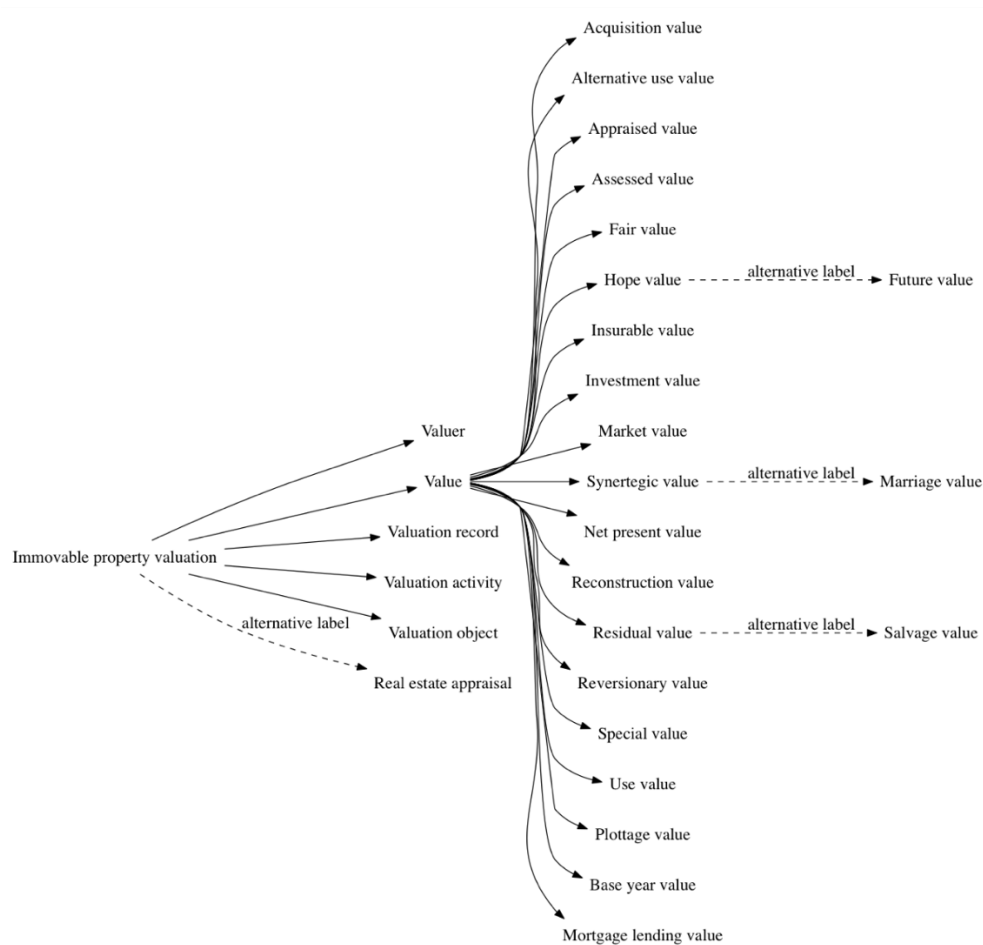 Acquisition value
Alternative use value
Appraised value
Assessed value
Fair value
Hope value
alternative label
Future value
Insurable value
Investment value
Valuer
Market value
Value
Synertegic value
alternative label
Marriage value
Valuation record
Net present value
Immovable property valuation
Valuation activity
Reconstruction value
alternative label
Valuation object
Residual value
alternative label
Salvage value
Real estate appraisal
Reversionary value
Special value
Use value
Plottage value
Base year value
Mortgage lending value